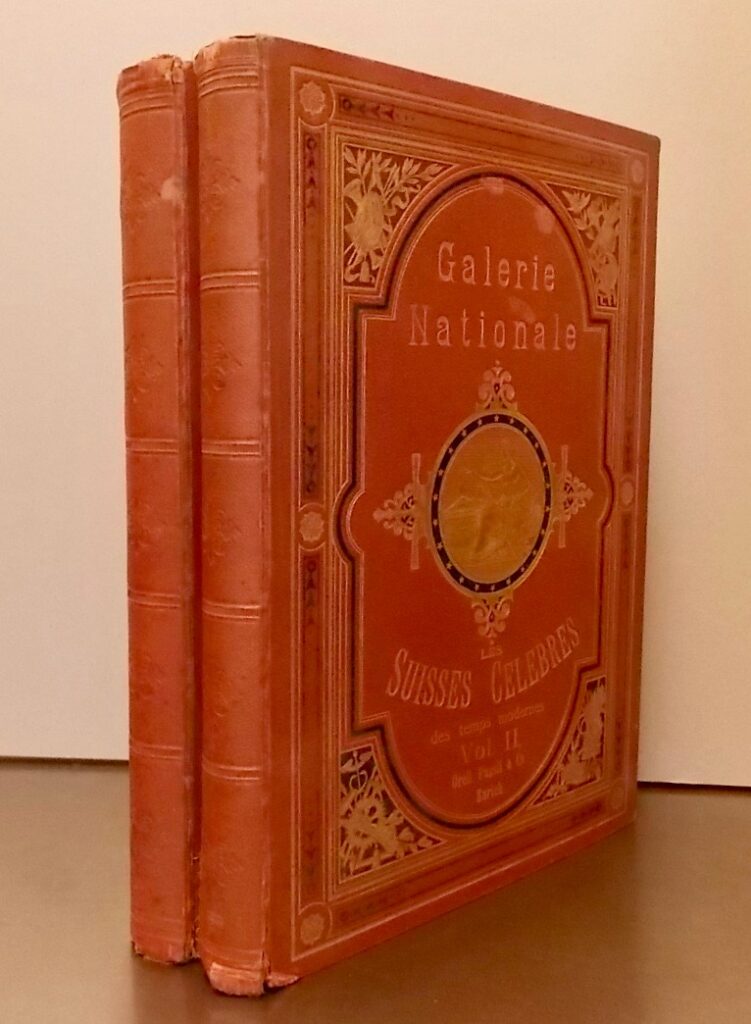 Galerie
Nationale
LES
SUISSES CELEBRES
des temps modernes
Vol. II.
Orell Füssli & Co.
Zurich